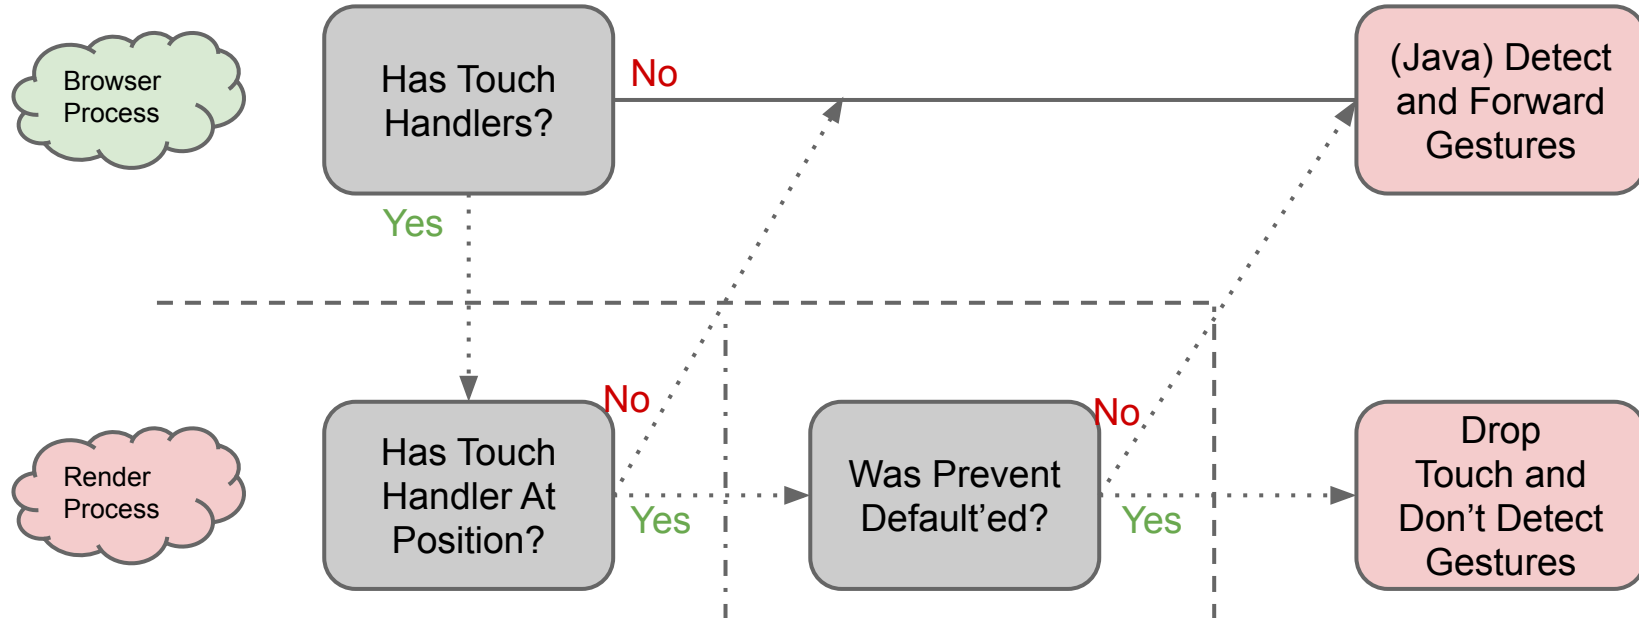 Browser
Process
Has Touch
Handlers?
No
(Java) Detect
and Forward
Gestures
Yes
Render
Process
Has Touch
Handler At
Position?
No
Yes
Was Prevent
Default’ed?
No
Yes
Drop
Touch and
Don’t Detect
Gestures